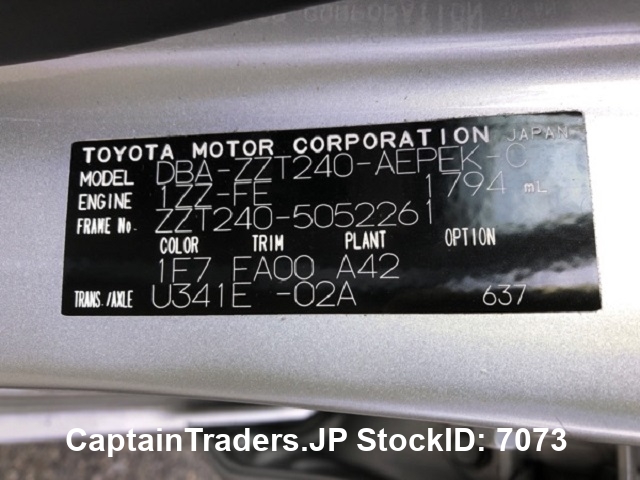 TOYOTA MOTOR CORPORATION JAPAN
MODEL DBA-ZZT240-AEPEK-C
ENGINE 1ZZ-FE 1794 mL
FRAME No. ZZT240-5052261
COLOR TRIM PLANT OPTION
1E7 EA00 A42
TRANS./AXLE U341E -02A 637
CaptainTraders.JP StockID: 7073